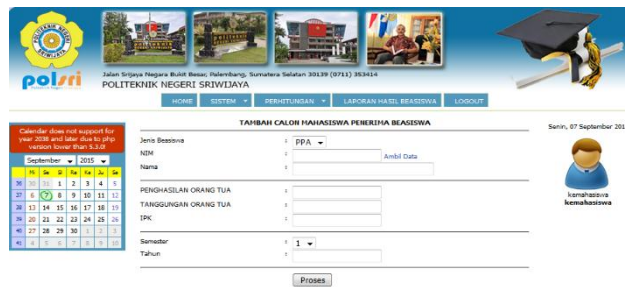 POLITEKNIK NEGERI
SRIWIJAYA
polsri
Jalan Srijaya Negara Bukit Besar, Palembang, Sumatera Selatan 30139 (0711) 353414
POLITEKNIK NEGERI SRIWIJAYA
HOME SISTEM PERHITUNGAN LAPORAN HASIL BEASISWA LOGOUT
Calendar does not support for
year 2038 and later due to php
version lower than 5.3.0!
September 2015
Mi Se S Ra Ka Ju Sa
36 30 31 1 2 3 4 5
37 6 7 8 9 10 11 12
38 13 14 15 16 17 18 19
39 20 21 22 23 24 25 26
40 27 28 29 30 1 2 3
41 4 5 6 7 8 9 10
TAMBAH CALON MAHASISWA PENERIMA BEASISWA
Jenis Beasiswa : PPA
NIM : Ambil Data
Nama :
PENGHASILAN ORANG TUA :
TANGGUNGAN ORANG TUA :
IPK :
Semester : 1
Tahun :
Proses
Senin, 07 September 201
kemahasiswa
kemahasiswa